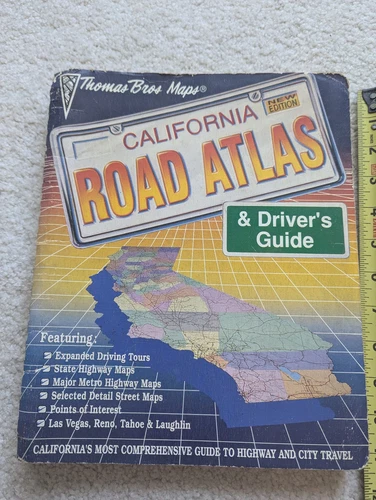 Thomas Bros Maps®
NEW
EDITION
CALIFORNIA
ROAD ATLAS
& Driver's
Guide
Featuring:
Expanded Driving Tours
State Highway Maps
Major Metro Highway Maps
Selected Detail Street Maps
Points of Interest
Las Vegas, Reno, Tahoe & Laughlin
CALIFORNIA'S MOST COMPREHENSIVE GUIDE TO HIGHWAY AND CITY TRAVEL